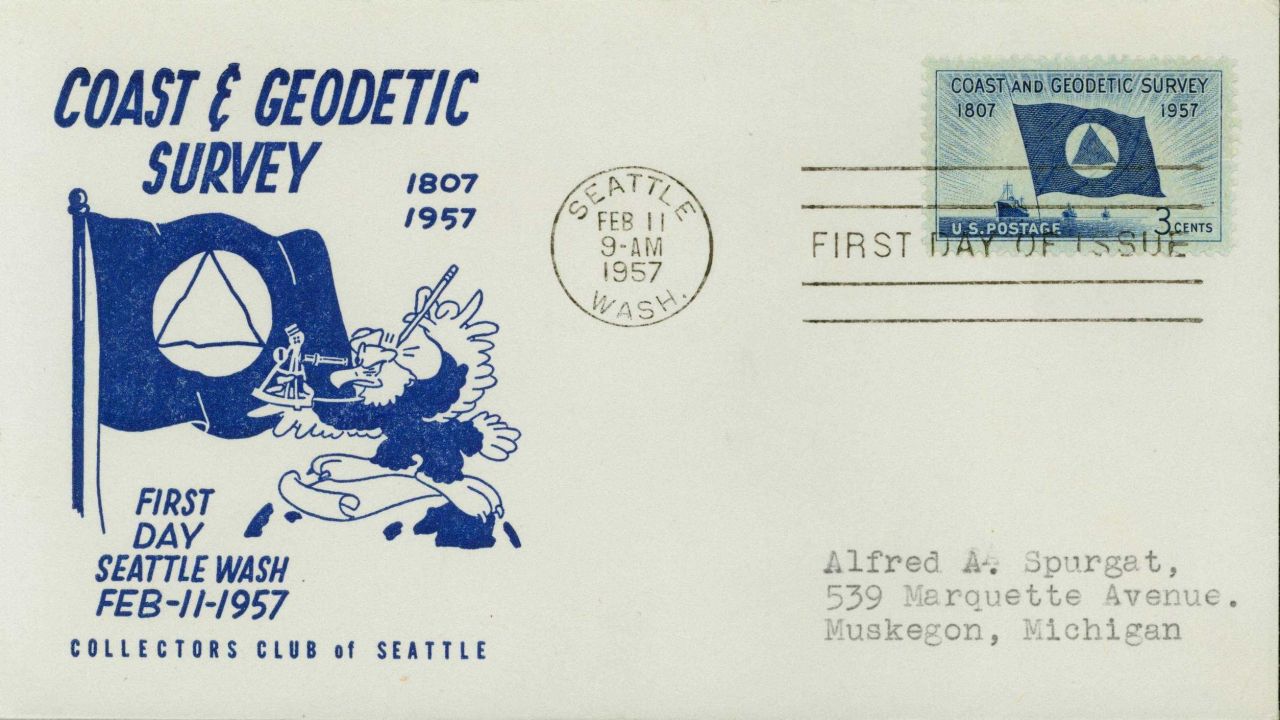 COAST & GEODETIC
SURVEY
1807
1957
FIRST
DAY
SEATTLE WASH
FEB-11-1957
COLLECTORS CLUB of SEATTLE
SEATTLE
FEB 11
9-AM
1957
WASH.
COAST AND GEODETIC SURVEY
1807 1957
U.S. POSTAGE 3 CENTS
FIRST DAY OF ISSUE
Alfred A. Spurgat,
539 Marquette Avenue.
Muskegon, Michigan